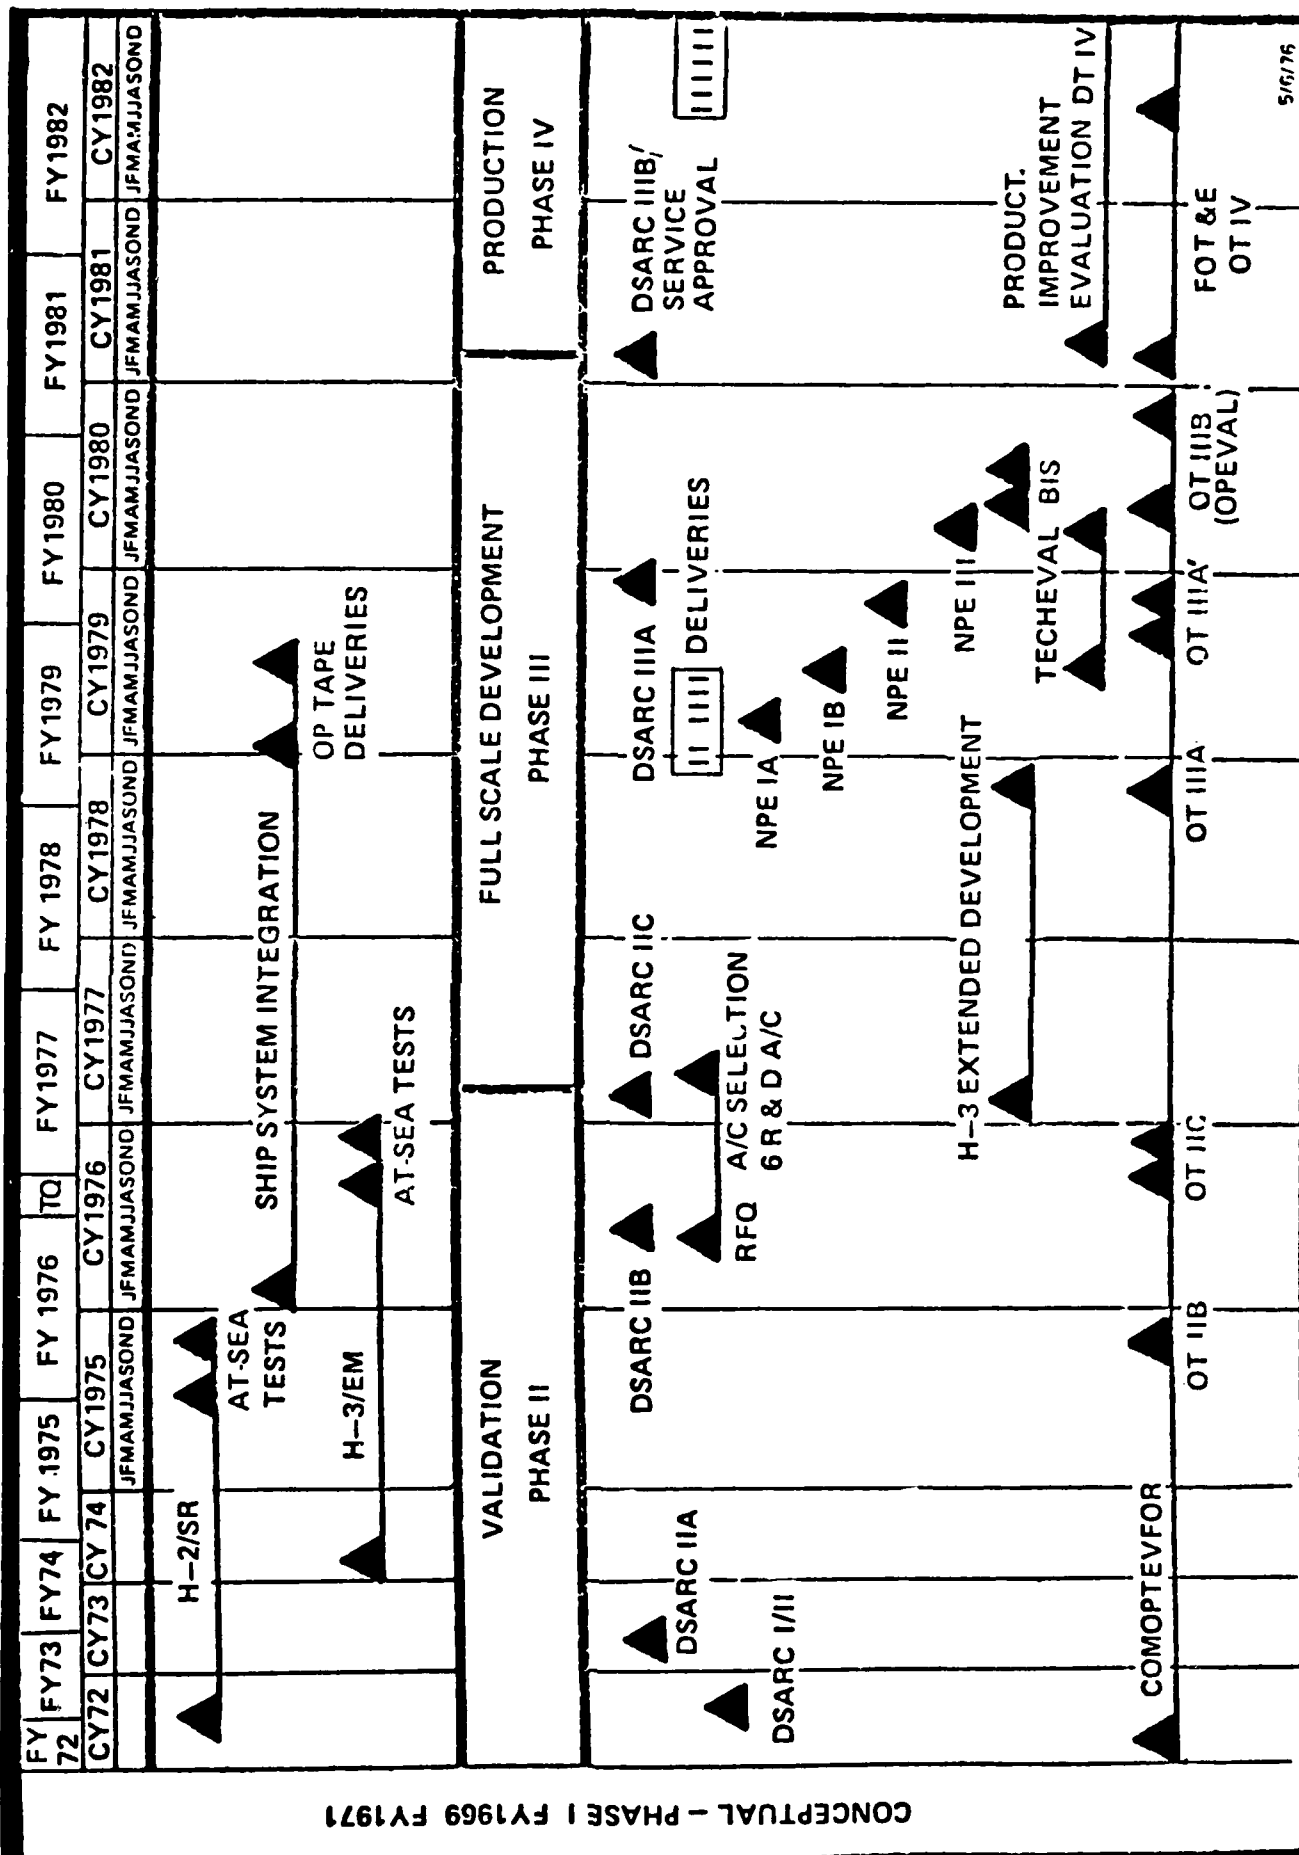 FY 72 FY73 FY74 FY 1975 FY 1976 TQ FY1977 FY 1978 FY1979 FY1980 FY1981 FY1982
CY72 CY73 CY 74 CY1975 CY1976 CY1977 CY1978 CY1979 CY1980 CY1981 CY1982
JFMAMJJASOND JFMAMJJASOND JFMAMJJASOND JFMAMJJASOND JFMAMJJASOND JFMAMJJASOND JFMAMJJASOND JFMAMJJASOND
H-2/SR
AT-SEA
TESTS
SHIP SYSTEM INTEGRATION
OP TAPE
DELIVERIES
H-3/EM
AT-SEA TESTS
VALIDATION
PHASE II
FULL SCALE DEVELOPMENT
PHASE III
PRODUCTION
PHASE IV
DSARC IIA
DSARC I/II
DSARC IIB
DSARC IIC
DSARC IIIA
DSARC IIIB/
SERVICE
APPROVAL
RFQ
A/C SELECTION
6 R & D A/C
DELIVERIES
NPE IA
NPE IB
NPE II
NPE III
H-3 EXTENDED DEVELOPMENT
TECHEVAL BIS
PRODUCT.
IMPROVEMENT
EVALUATION DT IV
COMOPTEVFOR
OT IIB
OT IIC
OT IIIA
OT IIIA'
OT IIIB
(OPEVAL)
FOT & E
OT IV
5/6/76
CONCEPTUAL - PHASE I FY1969 FY1971